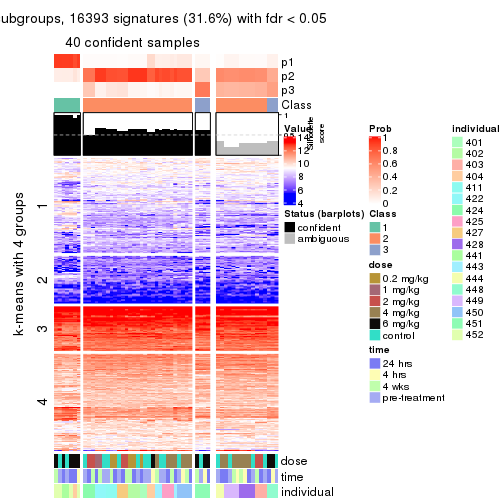 ubgroups, 16393 signatures (31.6%) with fdr < 0.05
40 confident samples
p1
p2
p3
Class
1
Silhouette
score
k-means with 4 groups
1
2
3
4
dose
time
individual
Value
14
12
10
8
6
4
Status (barplots)
confident
ambiguous
Prob
1
0.8
0.6
0.4
0.2
0
Class
1
2
3
dose
0.2 mg/kg
1 mg/kg
2 mg/kg
4 mg/kg
6 mg/kg
control
time
24 hrs
4 hrs
4 wks
pre-treatment
individual
401
402
403
404
411
422
424
425
427
428
441
443
444
448
449
450
451
452